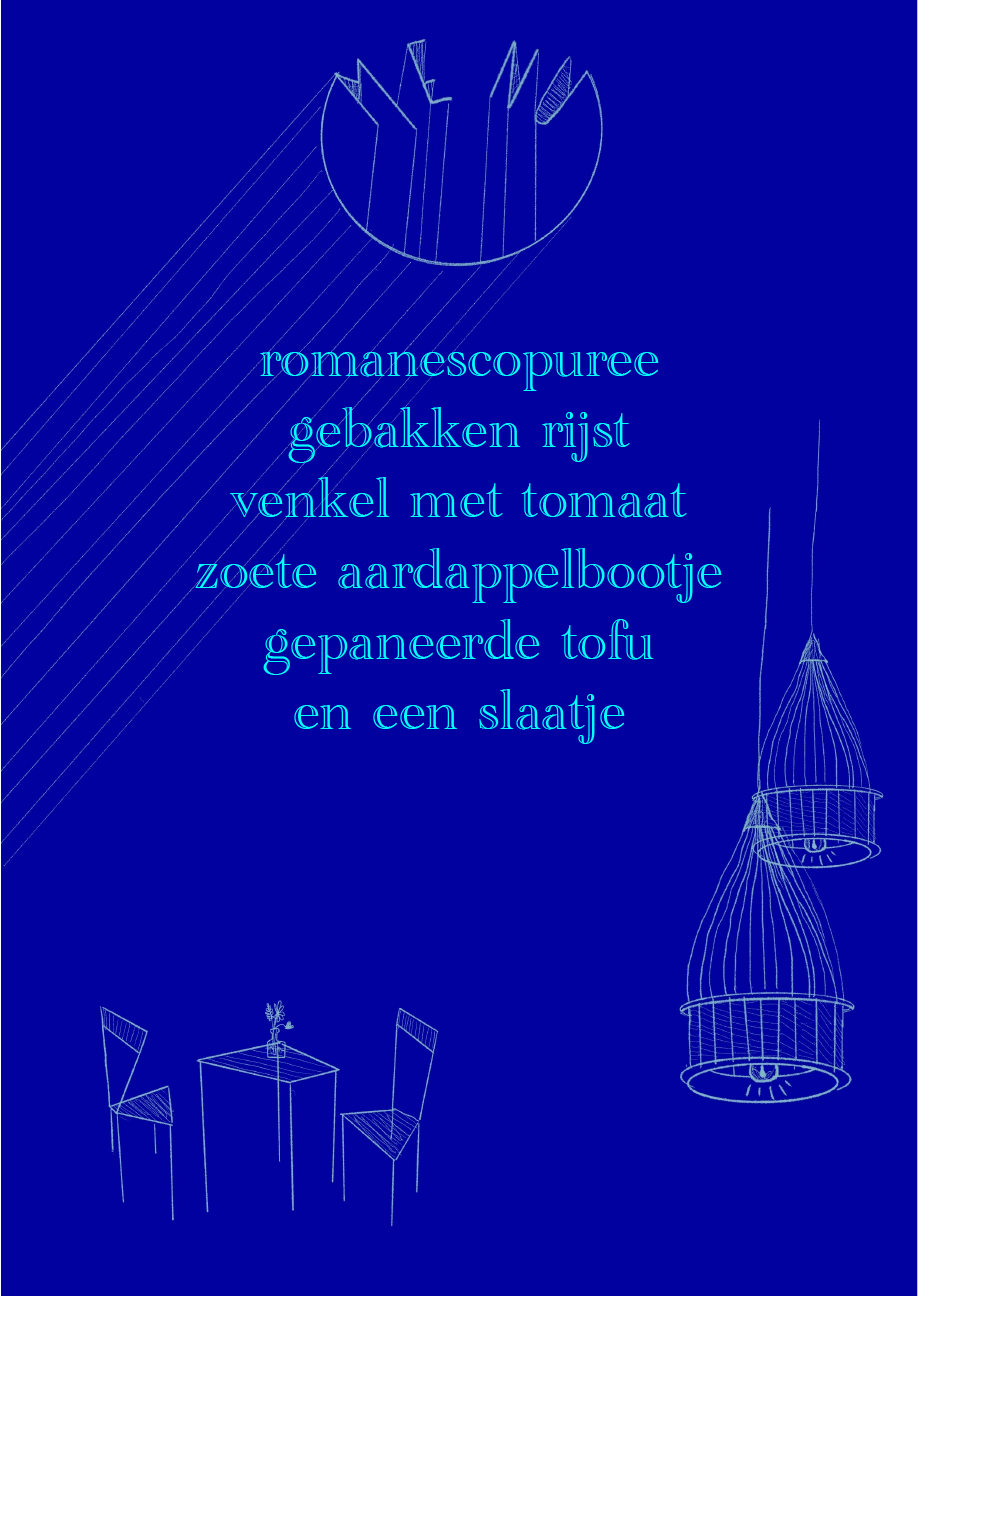 romanescopuree
gebakken rijst
venkel met tomaat
zoete aardappelbootje
gepaneerde tofu
en een slaatje